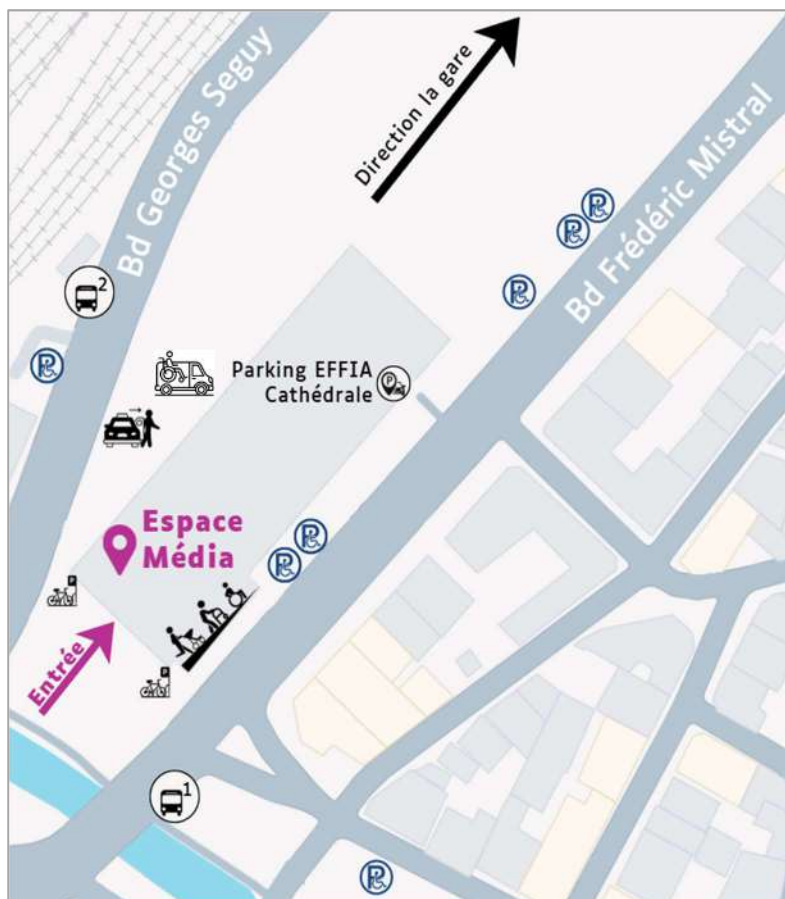 Bd Georges Seguy
Direction la gare
Bd Frédéric Mistral
2
P
P
P
P
Parking EFFIA
Cathédrale
P
P
Espace
Média
P
P
P
Entrée
P
1
P